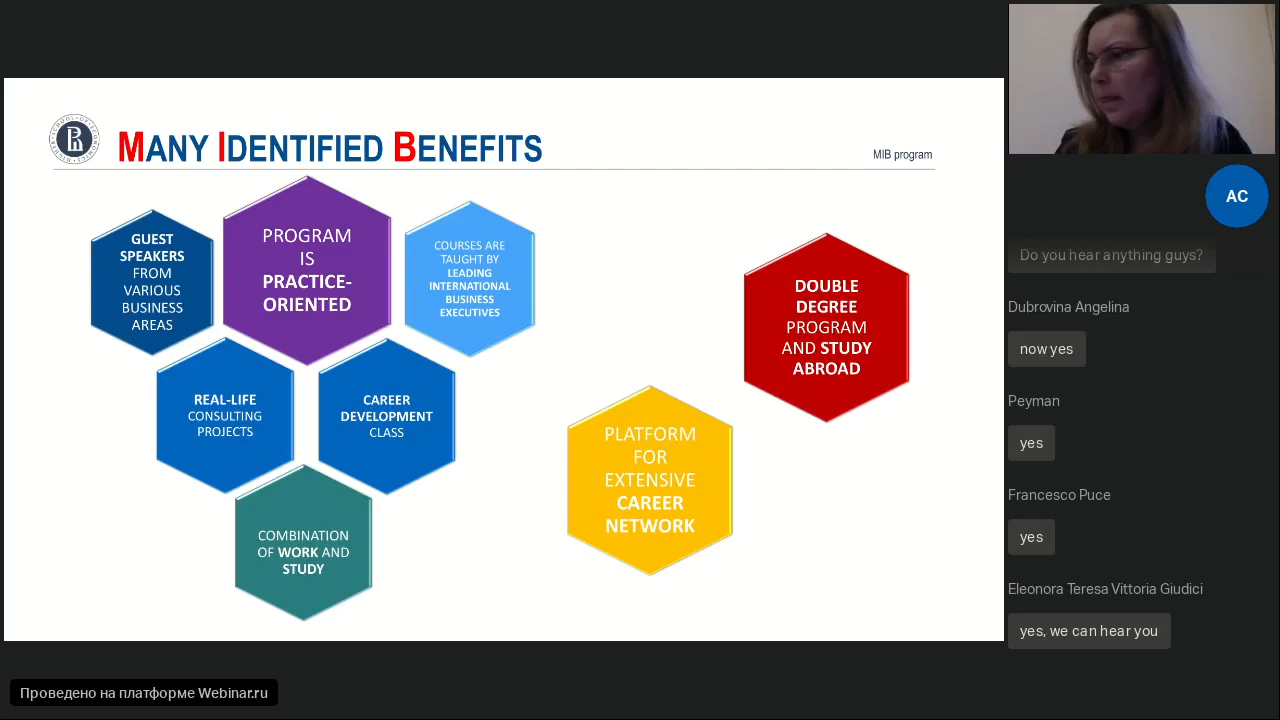 MANY IDENTIFIED BENEFITS
MIB program
GUEST
SPEAKERS
FROM
VARIOUS
BUSINESS
AREAS
PROGRAM
IS
PRACTICE-
ORIENTED
COURSES ARE
TAUGHT BY
LEADING
INTERNATIONAL
BUSINESS
EXECUTIVES
REAL-LIFE
CONSULTING
PROJECTS
CAREER
DEVELOPMENT
CLASS
COMBINATION
OF WORK AND
STUDY
PLATFORM
FOR
EXTENSIVE
CAREER
NETWORK
DOUBLE
DEGREE
PROGRAM
AND STUDY
ABROAD
AC
Do you hear anything guys?
Dubrovina Angelina
now yes
Peyman
yes
Francesco Puce
yes
Eleonora Teresa Vittoria Giudici
yes, we can hear you
Проведено на платформе Webinar.ru